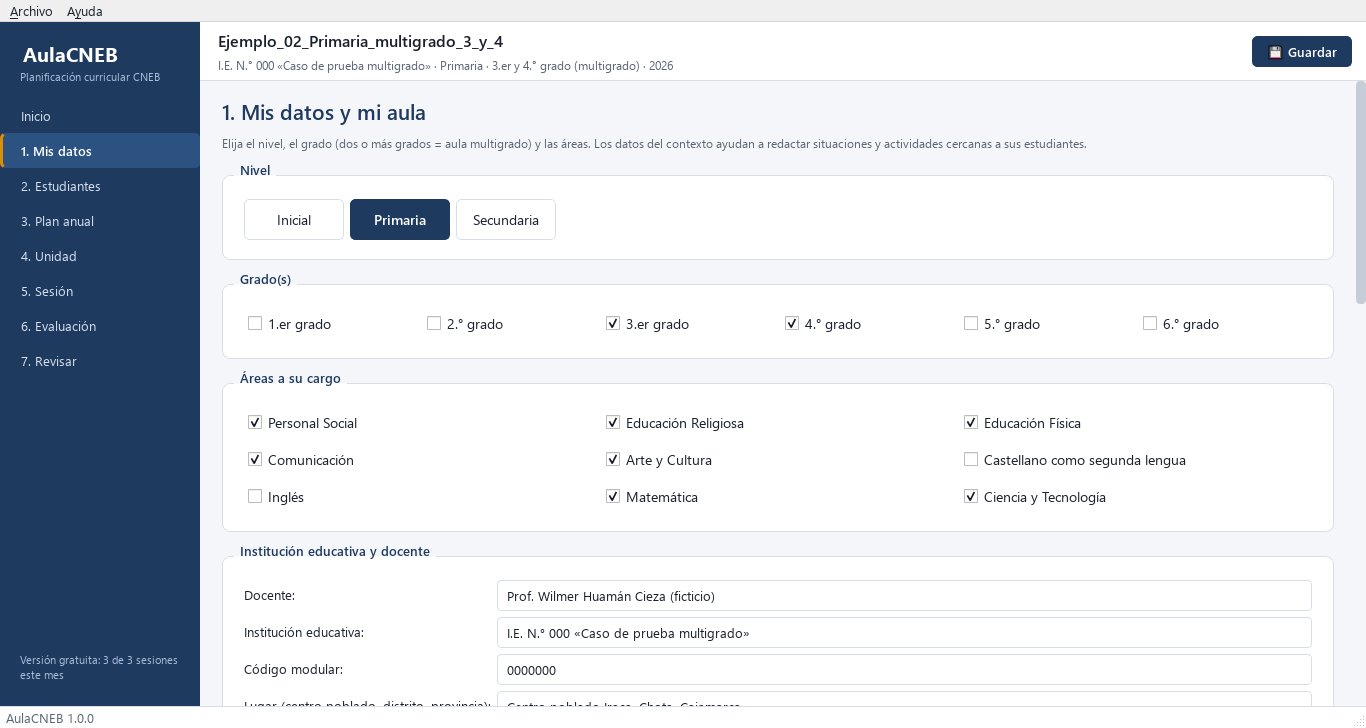 Archivo Ayuda
AulaCNEB
Planificación curricular CNEB
Inicio
1. Mis datos
2. Estudiantes
3. Plan anual
4. Unidad
5. Sesión
6. Evaluación
7. Revisar
Versión gratuita: 3 de 3 sesiones
este mes
Ejemplo_02_Primaria_multigrado_3_y_4
I.E. N.° 000 «Caso de prueba multigrado» · Primaria · 3.er y 4.° grado (multigrado) · 2026
Guardar
1. Mis datos y mi aula
Elija el nivel, el grado (dos o más grados = aula multigrado) y las áreas. Los datos del contexto ayudan a redactar situaciones y actividades cercanas a sus estudiantes.
Nivel
Inicial Primaria Secundaria
Grado(s)
1.er grado 2.° grado 3.er grado 4.° grado 5.° grado 6.° grado
Áreas a su cargo
Personal Social Educación Religiosa Educación Física
Comunicación Arte y Cultura Castellano como segunda lengua
Inglés Matemática Ciencia y Tecnología
Institución educativa y docente
Docente: Prof. Wilmer Huamán Cieza (ficticio)
Institución educativa: I.E. N.° 000 «Caso de prueba multigrado»
Código modular: 0000000
Lugar (centro poblado, distrito, provincia):
AulaCNEB 1.0.0